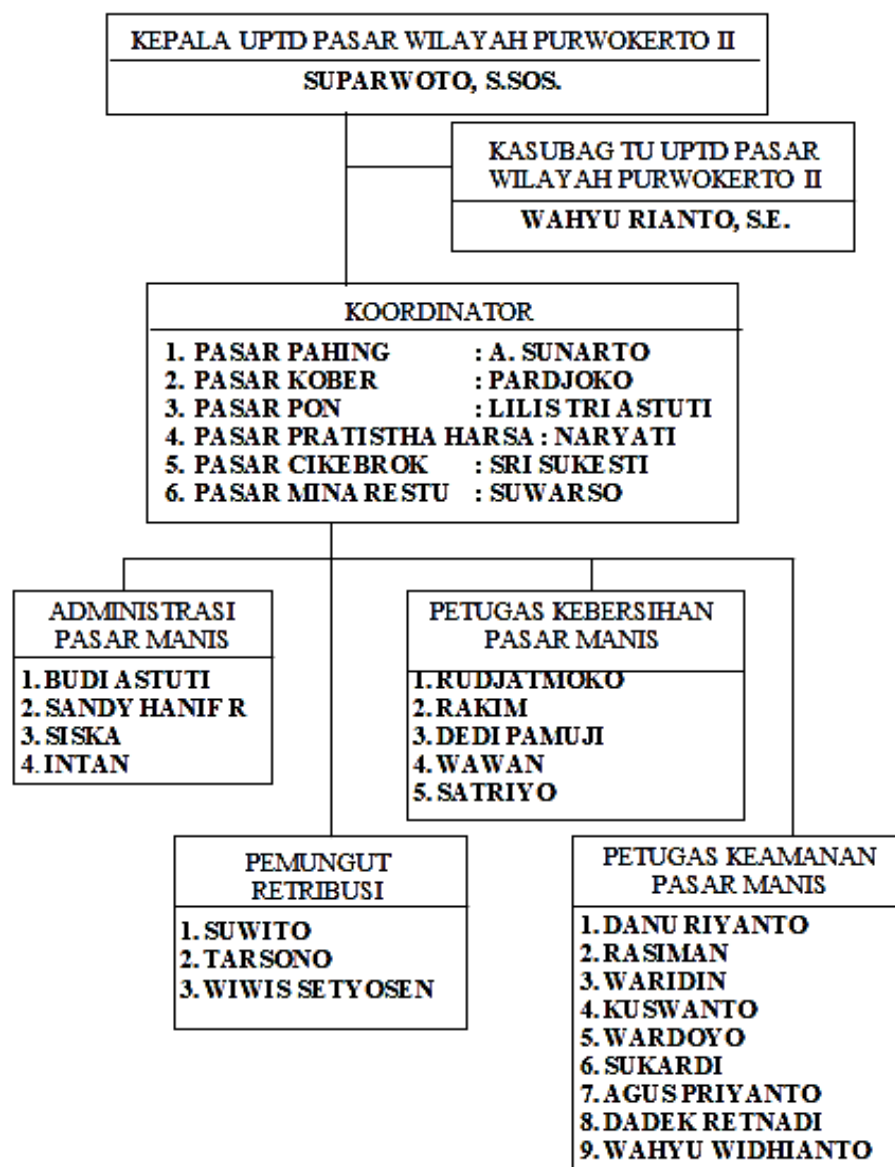 KEPALA UPTD PASAR WILAYAH PURWOKERTO II
SUPARWOTO, S.SOS.
KASUBAG TU UPTD PASAR
WILAYAH PURWOKERTO II
WAHYU RIANTO, S.E.
KOORDINATOR
1. PASAR PAHING : A. SUNARTO
2. PASAR KOBER : PARDJOKO
3. PASAR PON : LILIS TRI ASTUTI
4. PASAR PRATISTHA HARSA : NARYATI
5. PASAR CIKEBROK : SRI SUKESTI
6. PASAR MINA RESTU : SUWARSO
ADMINISTRASI
PASAR MANIS
1. BUDI ASTUTI
2. SANDY HANIF R
3. SISKA
4. INTAN
PETUGAS KEBERSIHAN
PASAR MANIS
1. RUDJATMOKO
2. RAKIM
3. DEDI PAMUJI
4. WAWAN
5. SATRIYO
PEMUNGUT
RETRIBUSI
1. SUWITO
2. TARSONO
3. WIWIS SETYOSEN
PETUGAS KEAMANAN
PASAR MANIS
1. DANU RIYANTO
2. RASIMAN
3. WARIDIN
4. KUSWANTO
5. WARDOYO
6. SUKARDI
7. AGUS PRIYANTO
8. DADEK RETNADI
9. WAHYU WIDHIANTO